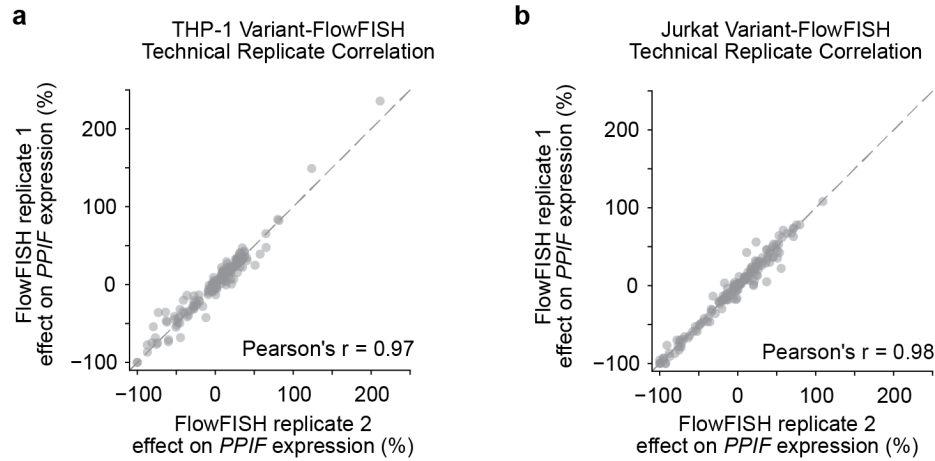 a
THP-1 Variant-FlowFISH
Technical Replicate Correlation
FlowFISH replicate 1
effect on PPIF expression (%)
200
100
0
−100
Pearson's r = 0.97
−100 0 100 200
FlowFISH replicate 2
effect on PPIF expression (%)
b
Jurkat Variant-FlowFISH
Technical Replicate Correlation
FlowFISH replicate 1
effect on PPIF expression (%)
200
100
0
−100
Pearson's r = 0.98
−100 0 100 200
FlowFISH replicate 2
effect on PPIF expression (%)